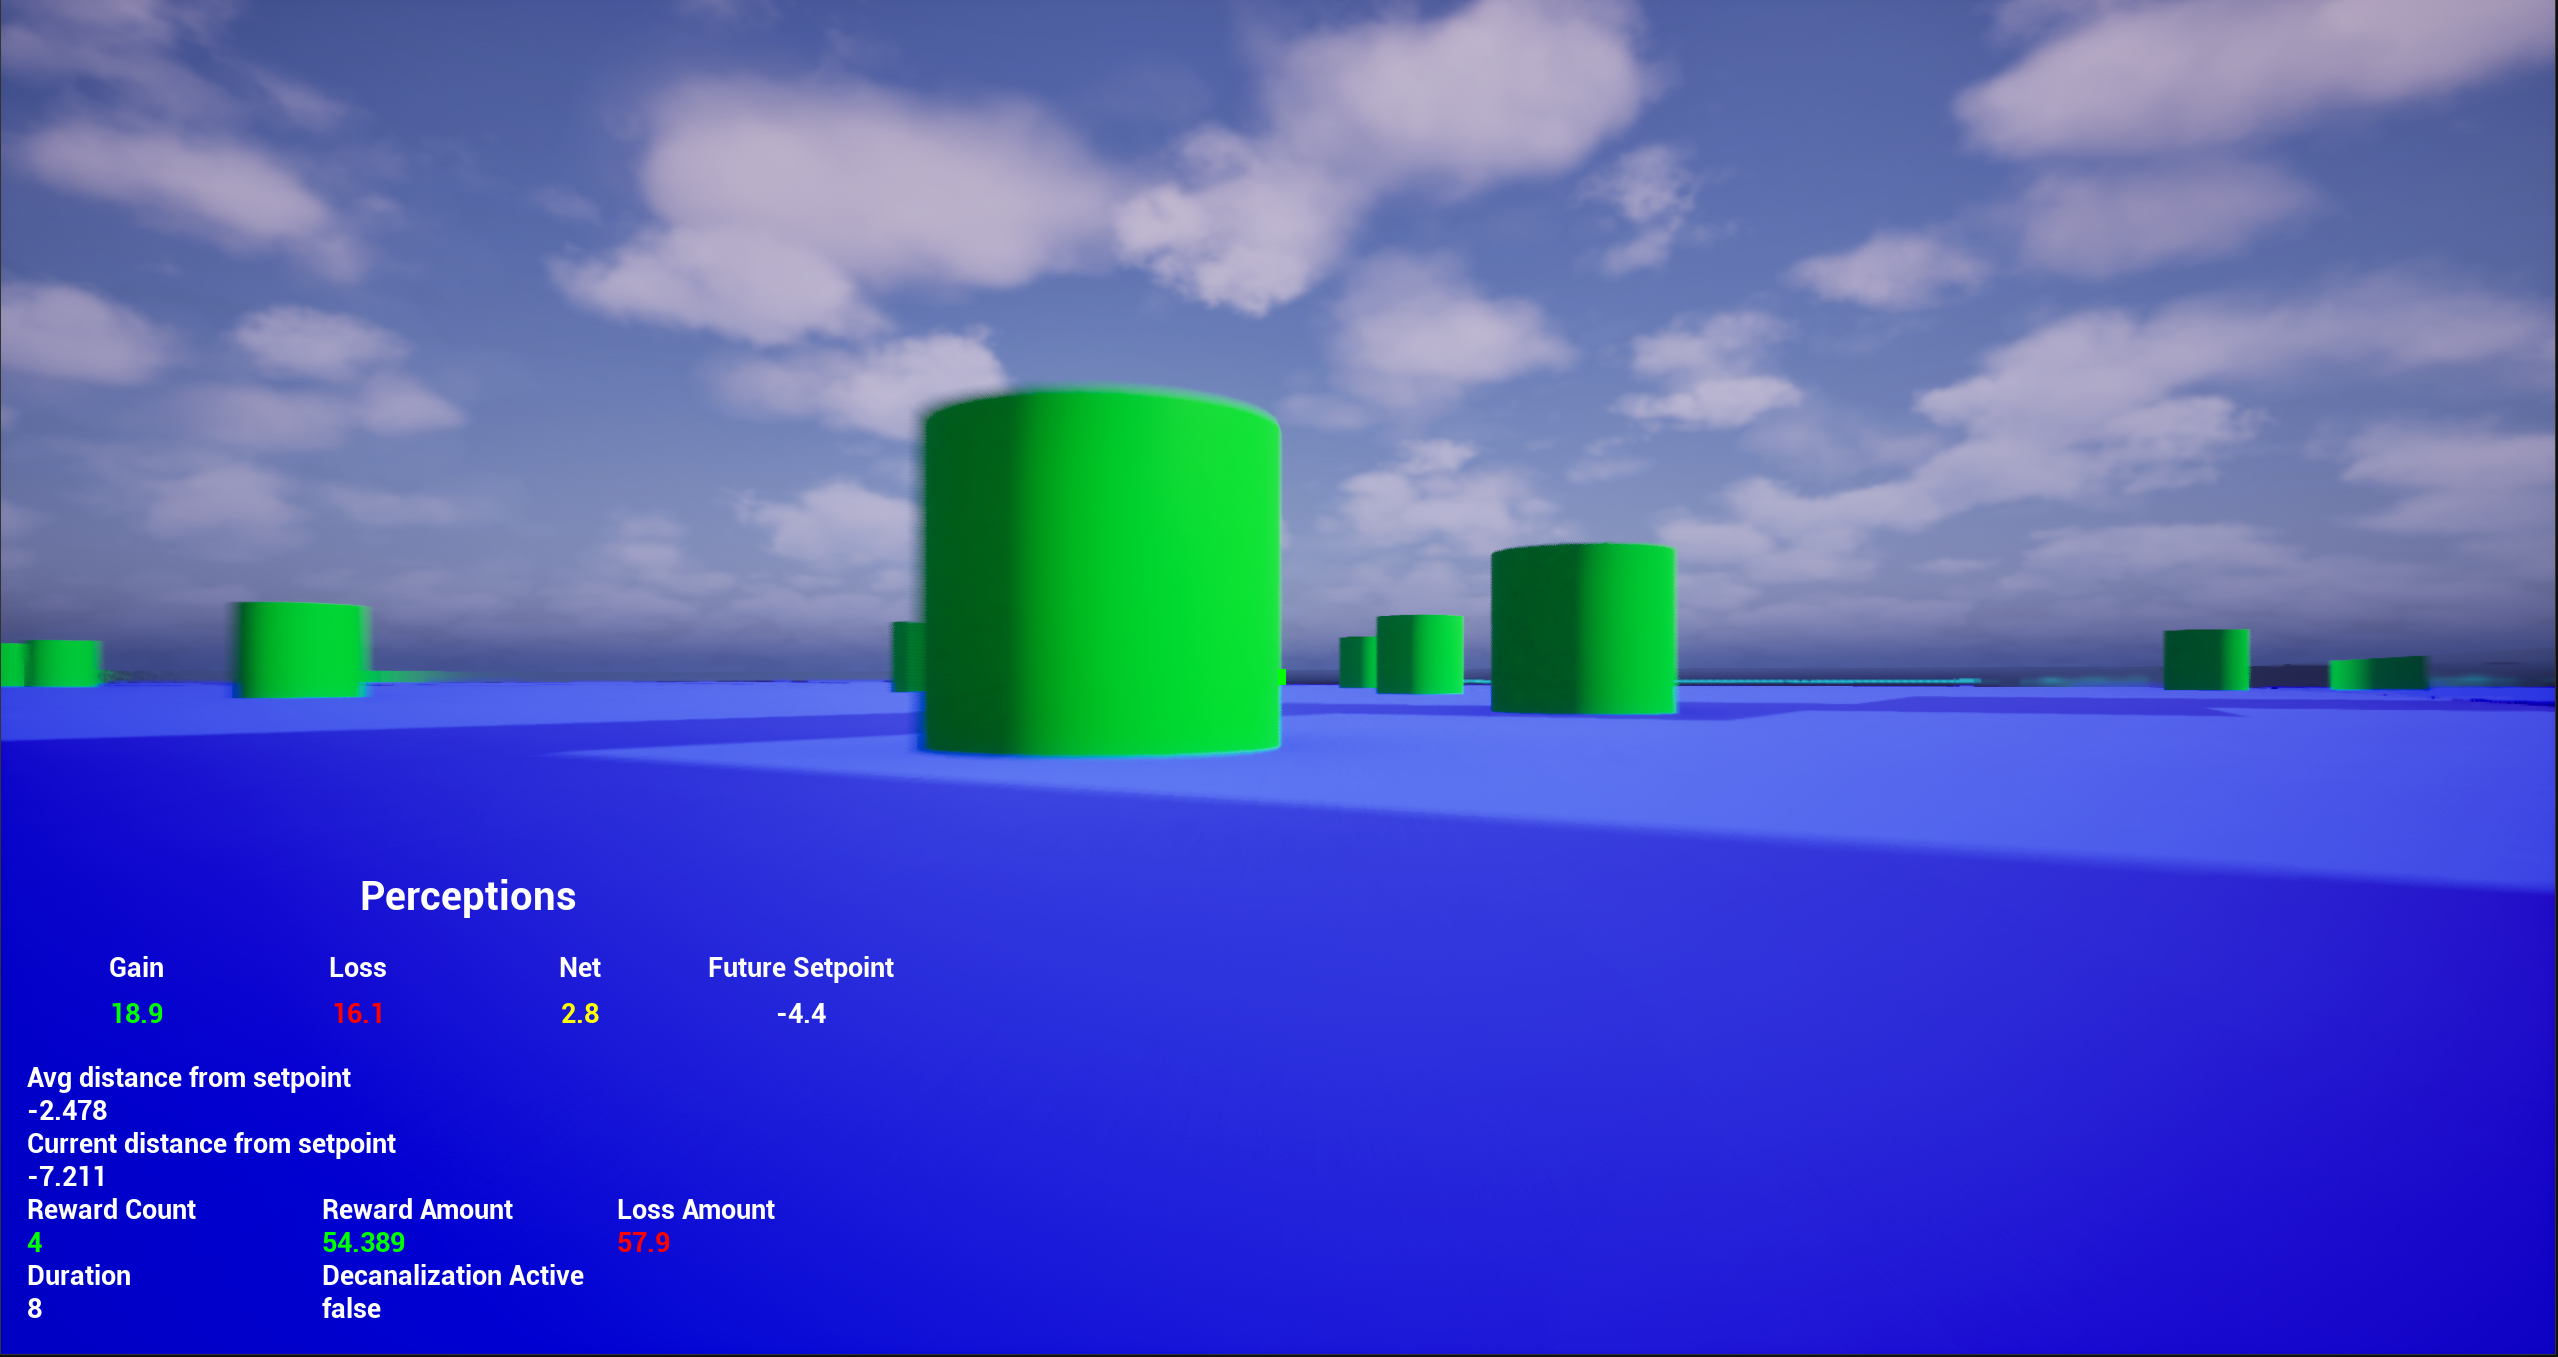 Perceptions
Gain Loss Net Future Setpoint
18.9 16.1 2.8 -4.4
Avg distance from setpoint
-2.478
Current distance from setpoint
-7.211
Reward Count Reward Amount Loss Amount
4 54.389 57.9
Duration Decanalization Active
8 false